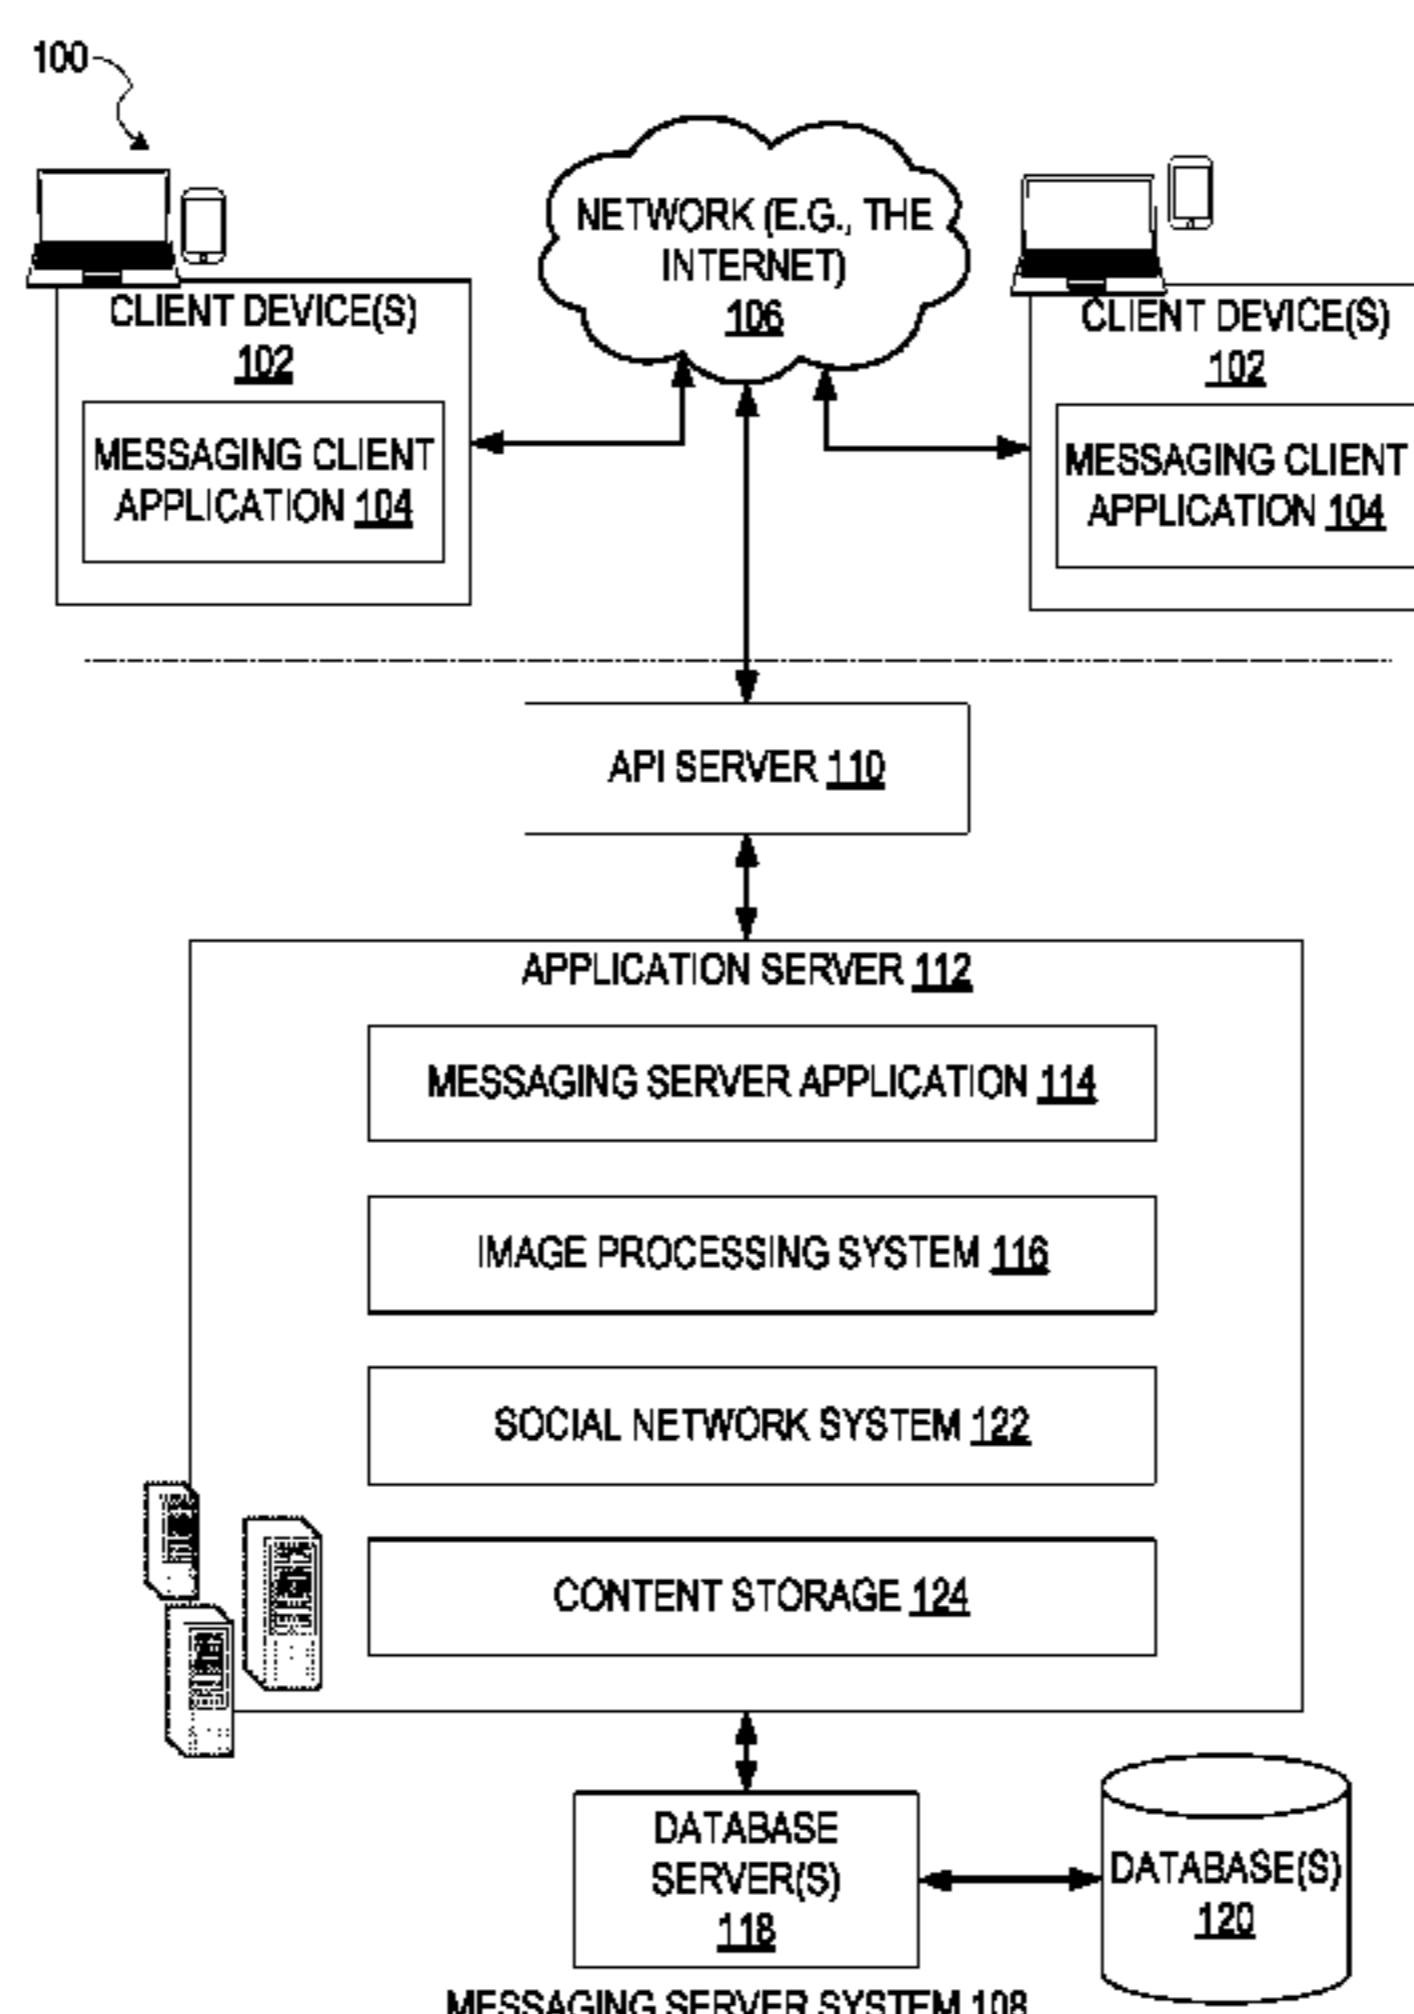 100
NETWORK (E.G., THE
INTERNET)
106
CLIENT DEVICE(S)
102
MESSAGING CLIENT
APPLICATION 104
CLIENT DEVICE(S)
102
MESSAGING CLIENT
APPLICATION 104
API SERVER 110
APPLICATION SERVER 112
MESSAGING SERVER APPLICATION 114
IMAGE PROCESSING SYSTEM 116
SOCIAL NETWORK SYSTEM 122
CONTENT STORAGE 124
DATABASE
SERVER(S)
118
DATABASE(S)
120
MESSAGING SERVER SYSTEM 108